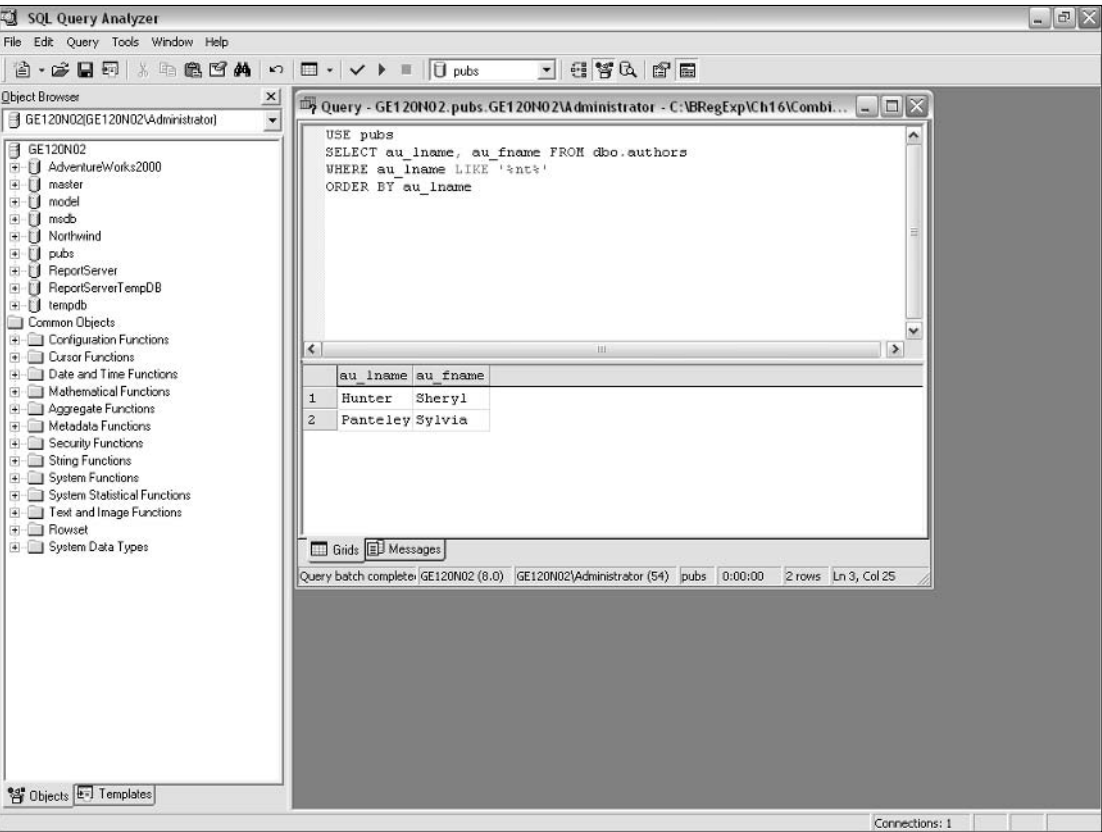 SQL Query Analyzer
File Edit Query Tools Window Help
pubs
Object Browser
GE120N02(GE120N02\Administrator)
GE120N02
AdventureWorks2000
master
model
msdb
Northwind
pubs
ReportServer
ReportServerTempDB
tempdb
Common Objects
Configuration Functions
Cursor Functions
Date and Time Functions
Mathematical Functions
Aggregate Functions
Metadata Functions
Security Functions
String Functions
System Functions
System Statistical Functions
Text and Image Functions
Rowset
System Data Types
Objects Templates
Query - GE120N02.pubs.GE120N02\Administrator - C:\BRegExp\Ch16\Combi...
USE pubs
SELECT au_lname, au_fname FROM dbo.authors
WHERE au_lname LIKE '%nt%'
ORDER BY au_lname
au_lname au_fname
1 Hunter Sheryl
2 Panteley Sylvia
Grids Messages
Query batch complete GE120N02 (8.0) GE120N02\Administrator (54) pubs 0:00:00 2 rows Ln 3, Col 25
Connections: 1